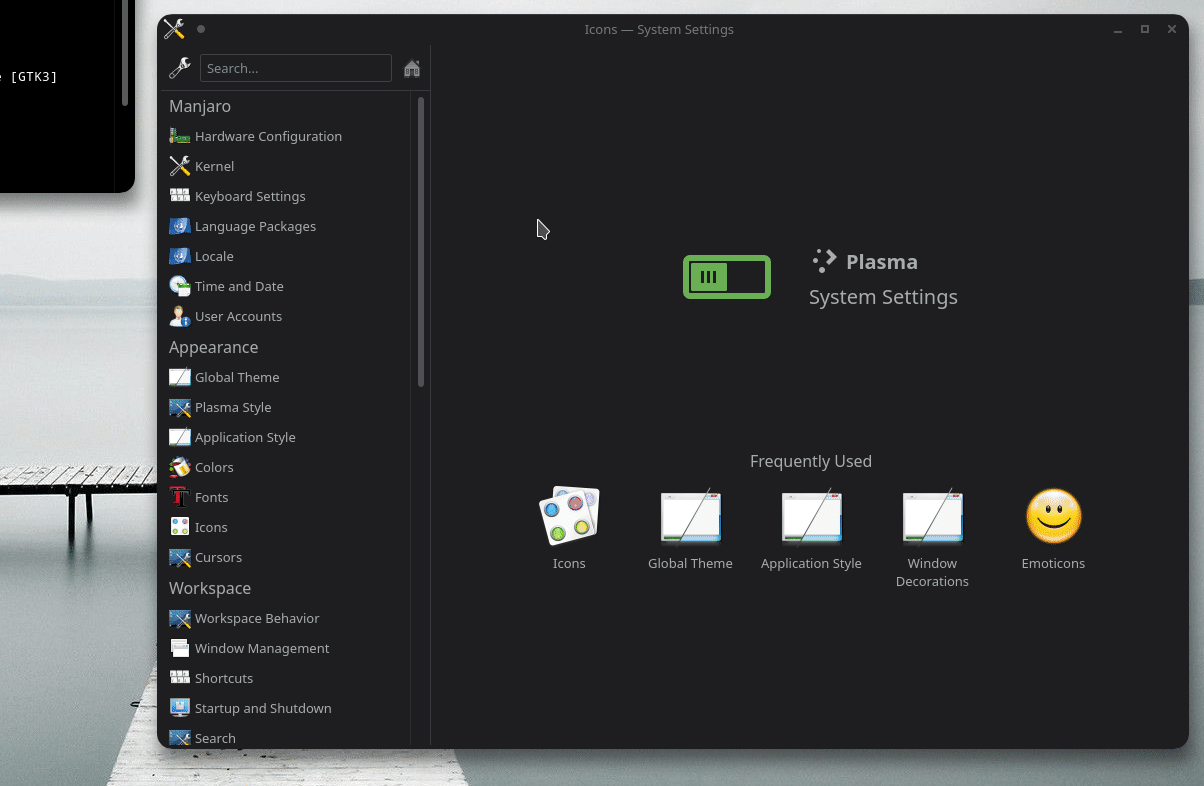 [GTK3]
Icons — System Settings
Search...
Manjaro
Hardware Configuration
Kernel
Keyboard Settings
Language Packages
Locale
Time and Date
User Accounts
Appearance
Global Theme
Plasma Style
Application Style
Colors
Fonts
Icons
Cursors
Workspace
Workspace Behavior
Window Management
Shortcuts
Startup and Shutdown
Search
Plasma
System Settings
Frequently Used
Icons
Global Theme
Application Style
Window
Decorations
Emoticons